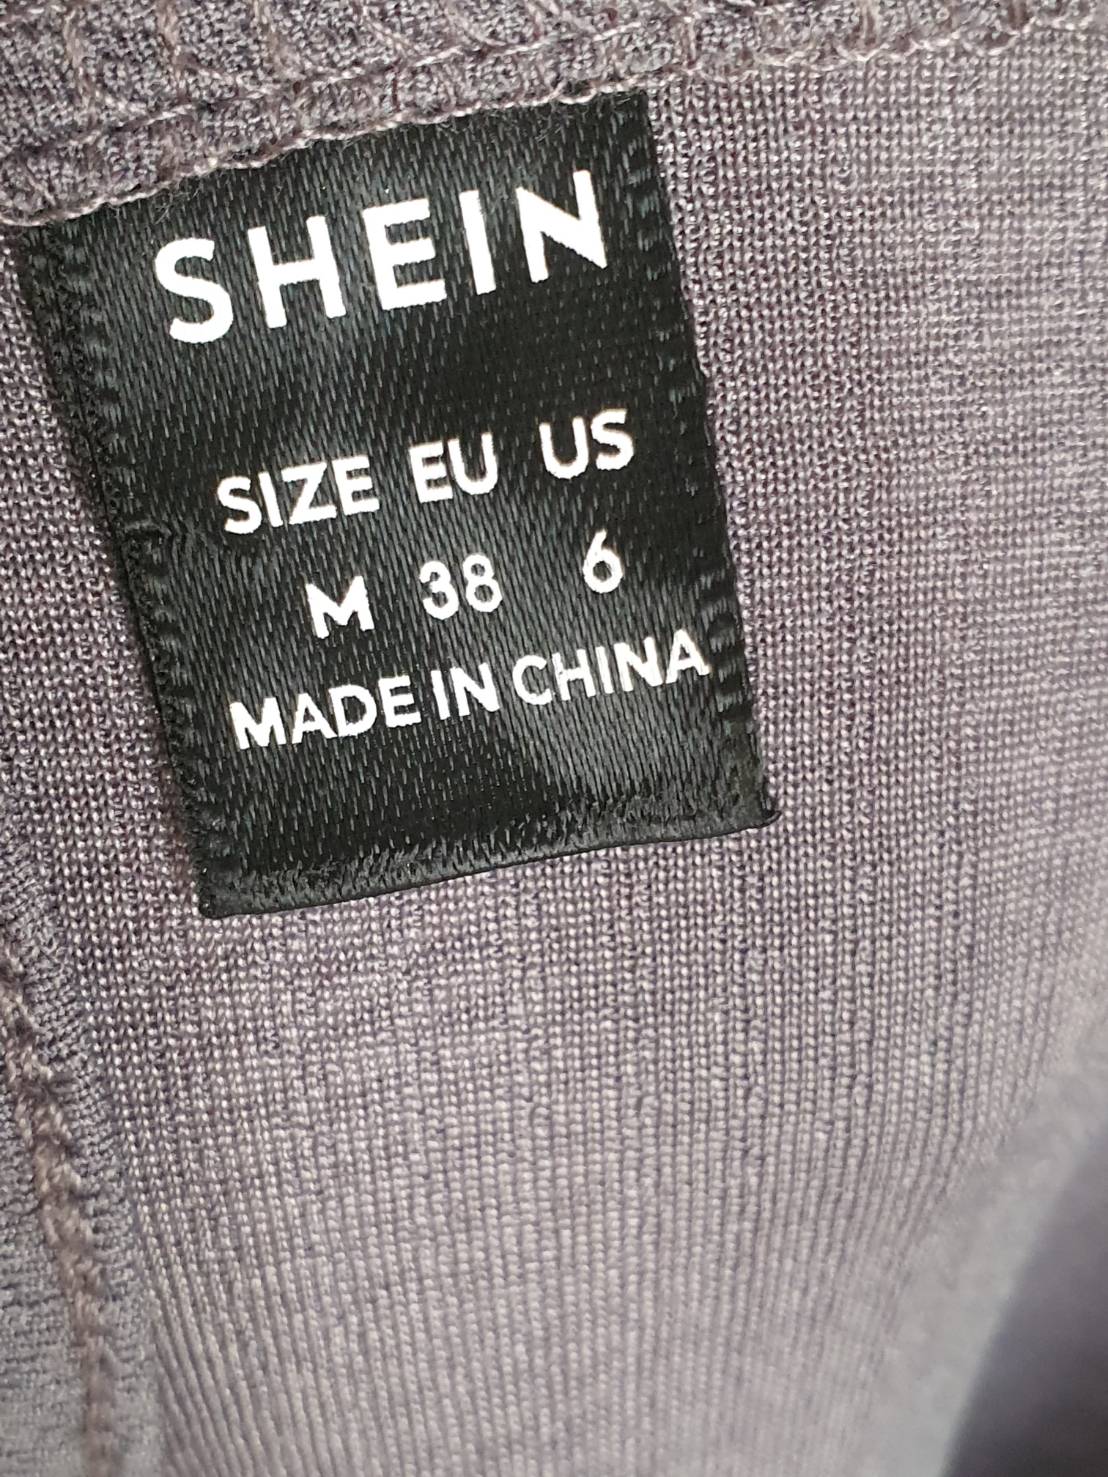 SHEIN
SIZE EU US
M 38 6
MADE IN CHINA